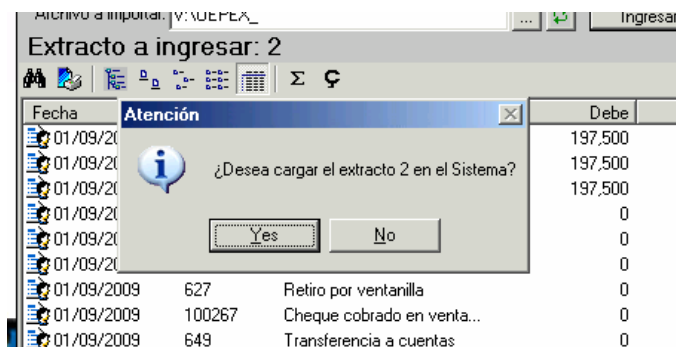 Archivo a importar: V:\UEPEX_ ... Ingresar
Extracto a ingresar: 2
Σ Ç
Fecha Debe
Atención
¿Desea cargar el extracto 2 en el Sistema?
Yes No
01/09/20 197,500
01/09/20 197,500
01/09/20 197,500
01/09/20 0
01/09/20 0
01/09/20 0
01/09/2009 627 Retiro por ventanilla 0
01/09/2009 100267 Cheque cobrado en venta... 0
01/09/2009 649 Transferencia a cuentas 0